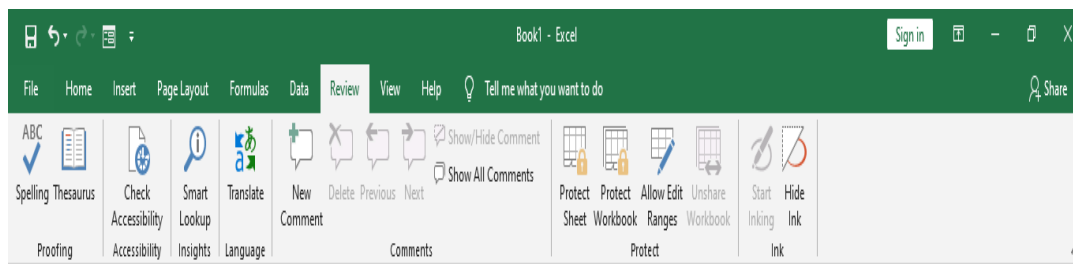 Book1 - Excel
Sign in
File Home Insert Page Layout Formulas Data Review View Help Tell me what you want to do Share
ABC
Spelling Thesaurus
Check Accessibility
Smart Lookup
Translate
New Comment
Delete Previous Next
Show/Hide Comment
Show All Comments
Protect Sheet
Protect Workbook
Allow Edit Ranges
Unshare Workbook
Start Inking
Hide Ink
Proofing Accessibility Insights Language Comments Protect Ink